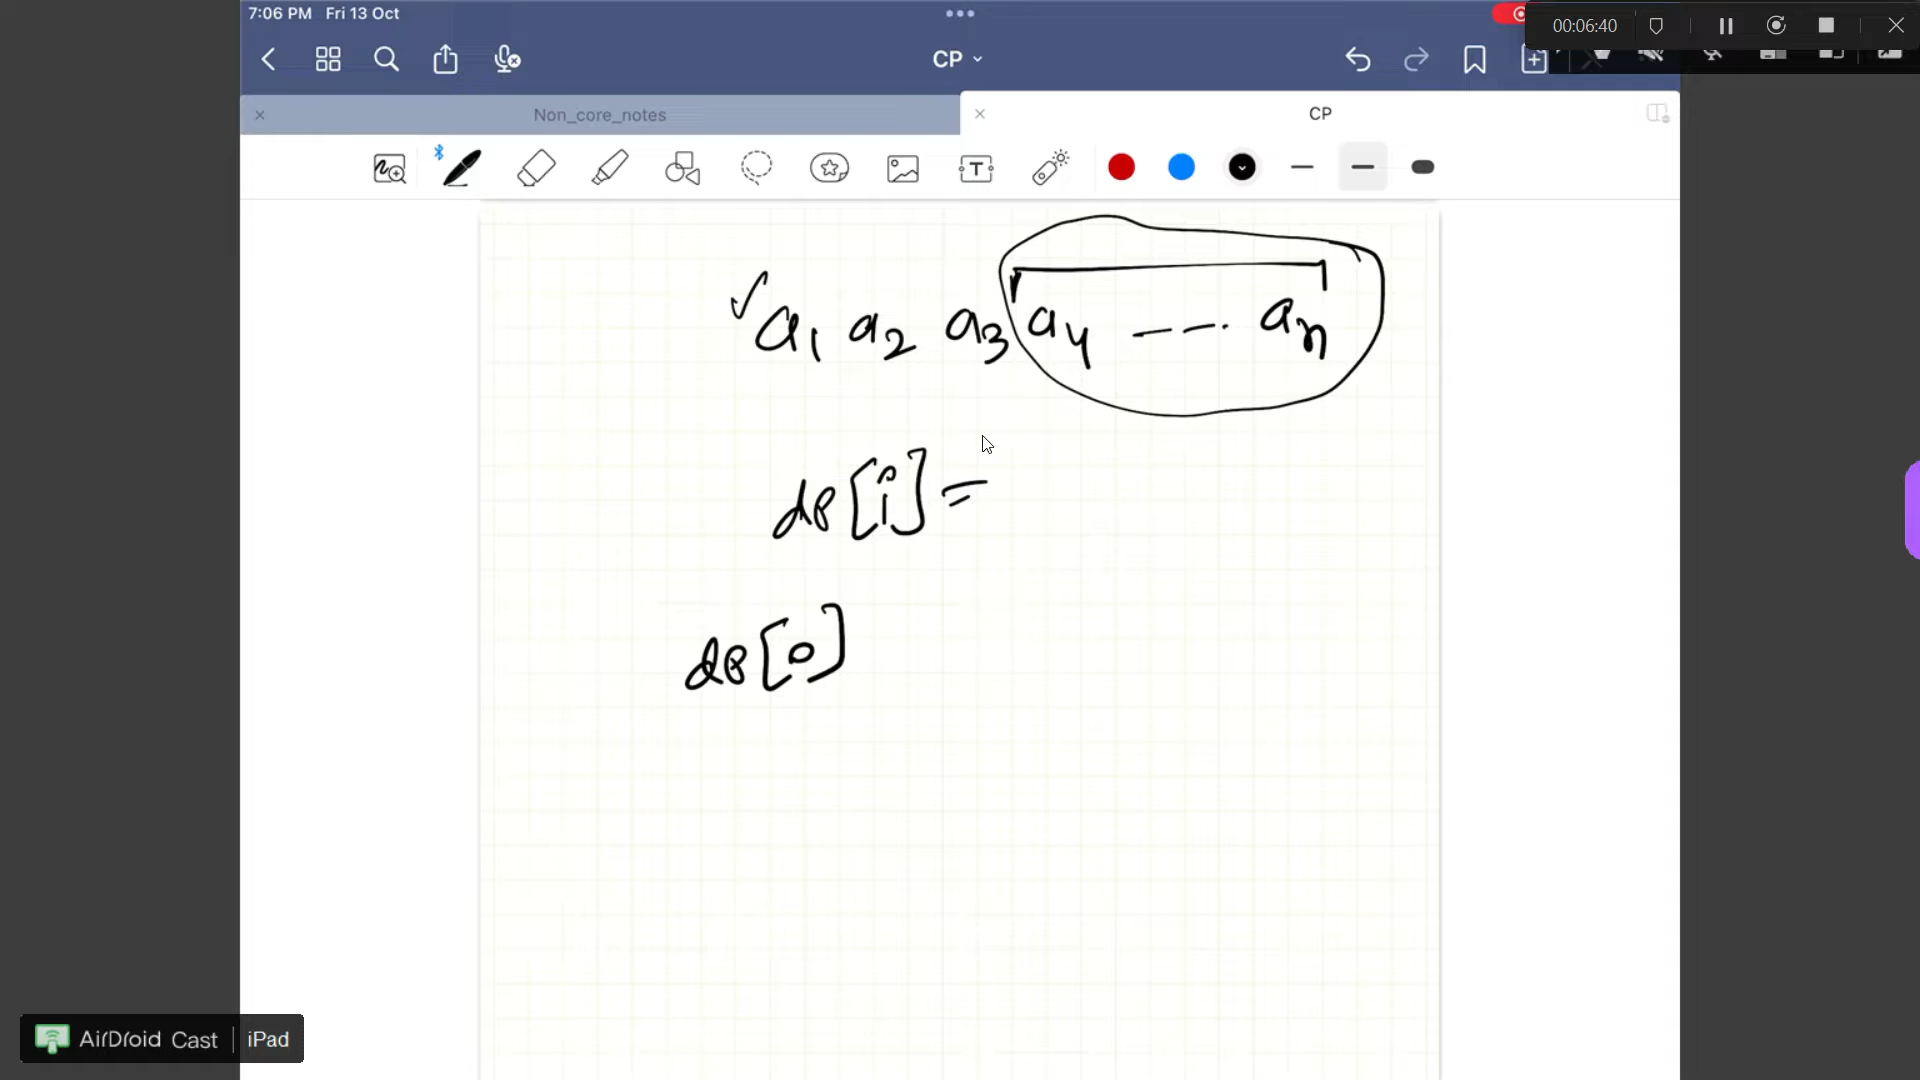 7:06 PM Fri 13 Oct
00:06:40
CP
Non_core_notes
CP
a1 a2 a3 a4 ---. an
dp[i] =
dp[0]
AirDroid Cast | iPad